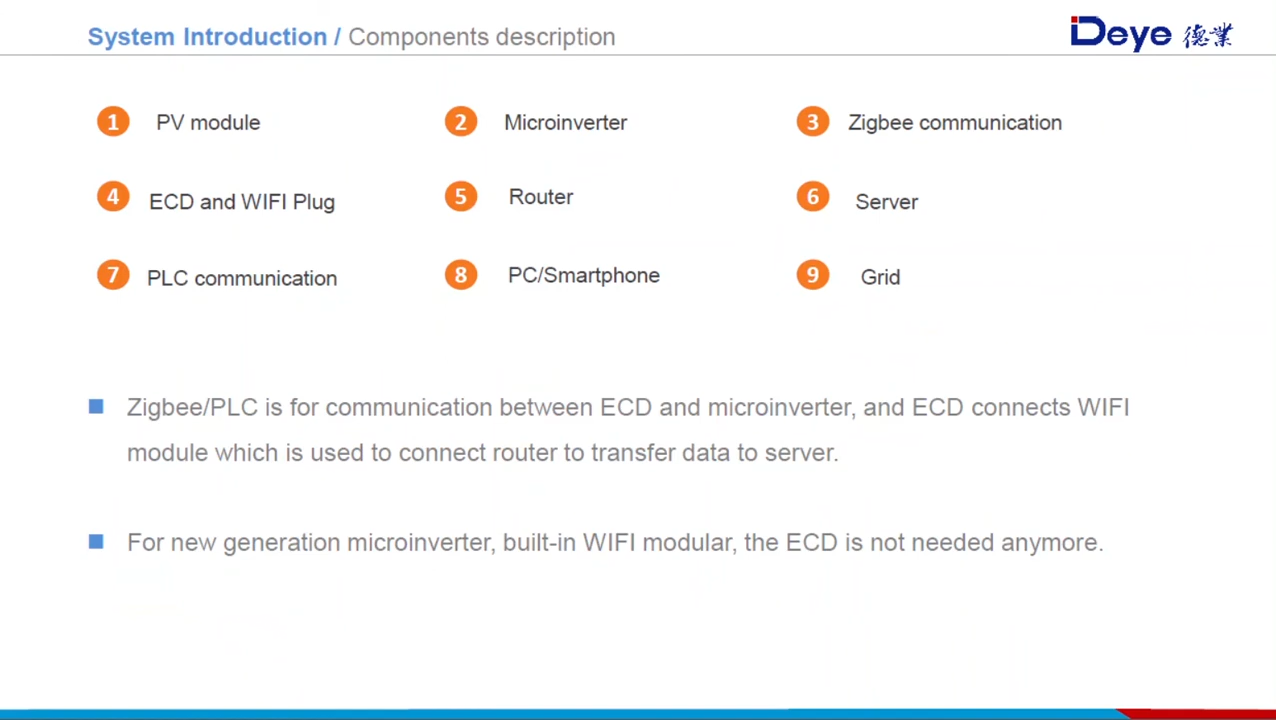 System Introduction / Components description
Deye 德業
1 PV module
2 Microinverter
3 Zigbee communication
4 ECD and WIFI Plug
5 Router
6 Server
7 PLC communication
8 PC/Smartphone
9 Grid
Zigbee/PLC is for communication between ECD and microinverter, and ECD connects WIFI
module which is used to connect router to transfer data to server.
For new generation microinverter, built-in WIFI modular, the ECD is not needed anymore.